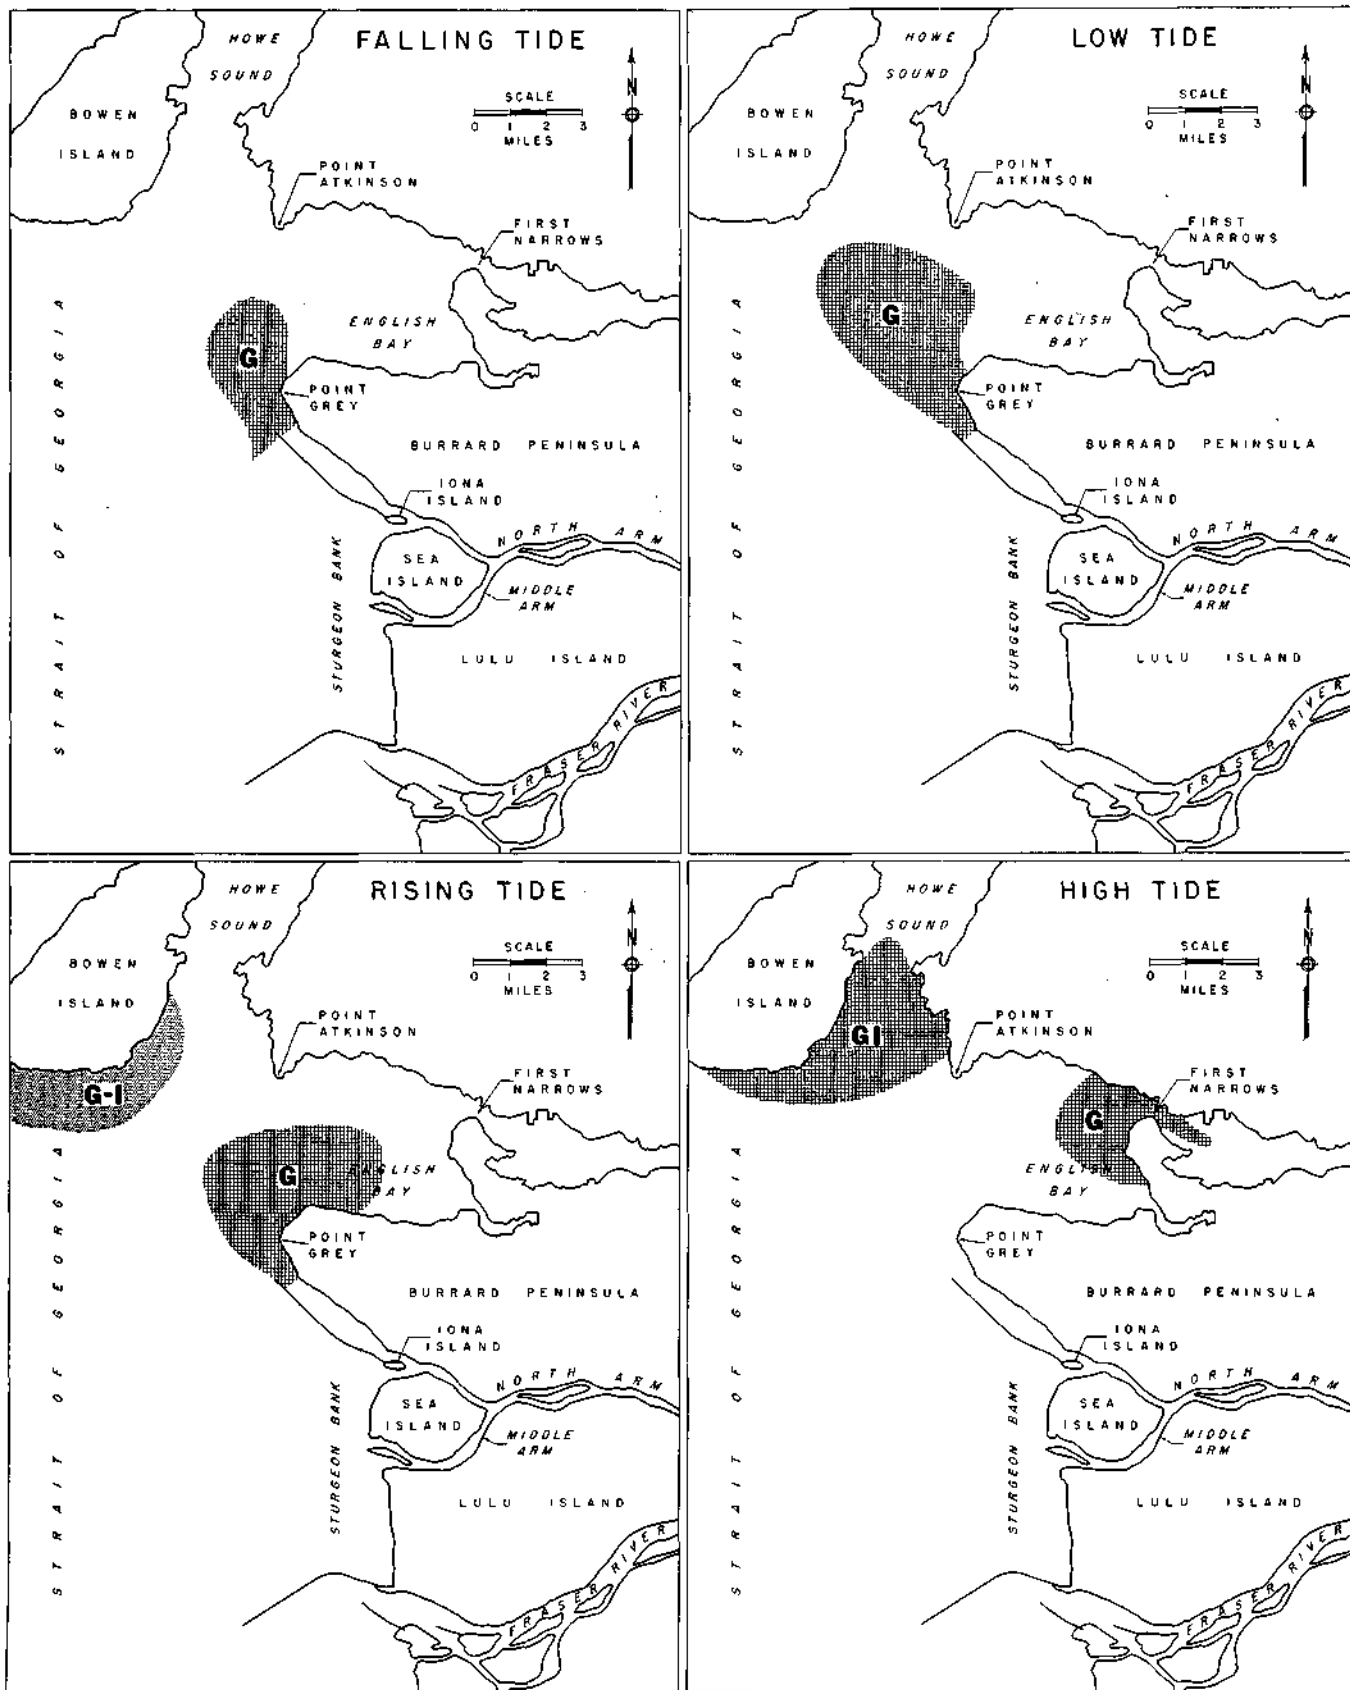 FALLING TIDE
HOWE
SOUND
BOWEN
ISLAND
SCALE
0 1 2 3
MILES
N
POINT
ATKINSON
FIRST
NARROWS
ENGLISH
BAY
G
POINT
GREY
BURRARD PENINSULA
IONA
ISLAND
NORTH ARM
SEA
ISLAND
MIDDLE
ARM
STURGEON BANK
STRAIT OF GEORGIA
LULU ISLAND
FRASER RIVER
LOW TIDE
HOWE
SOUND
BOWEN
ISLAND
SCALE
0 1 2 3
MILES
N
POINT
ATKINSON
FIRST
NARROWS
G
ENGLISH
BAY
POINT
GREY
BURRARD PENINSULA
IONA
ISLAND
NORTH ARM
SEA
ISLAND
MIDDLE
ARM
STURGEON BANK
STRAIT OF GEORGIA
LULU ISLAND
FRASER RIVER
RISING TIDE
HOWE
SOUND
BOWEN
ISLAND
SCALE
0 1 2 3
MILES
N
POINT
ATKINSON
G-I
FIRST
NARROWS
G
ENGLISH
BAY
POINT
GREY
BURRARD PENINSULA
IONA
ISLAND
NORTH ARM
SEA
ISLAND
MIDDLE
ARM
STURGEON BANK
STRAIT OF GEORGIA
LULU ISLAND
FRASER RIVER
HIGH TIDE
HOWE
SOUND
BOWEN
ISLAND
SCALE
0 1 2 3
MILES
N
POINT
ATKINSON
GI
FIRST
NARROWS
G
ENGLISH
BAY
POINT
GREY
BURRARD PENINSULA
IONA
ISLAND
NORTH ARM
SEA
ISLAND
MIDDLE
ARM
STURGEON BANK
STRAIT OF GEORGIA
LULU ISLAND
FRASER RIVER